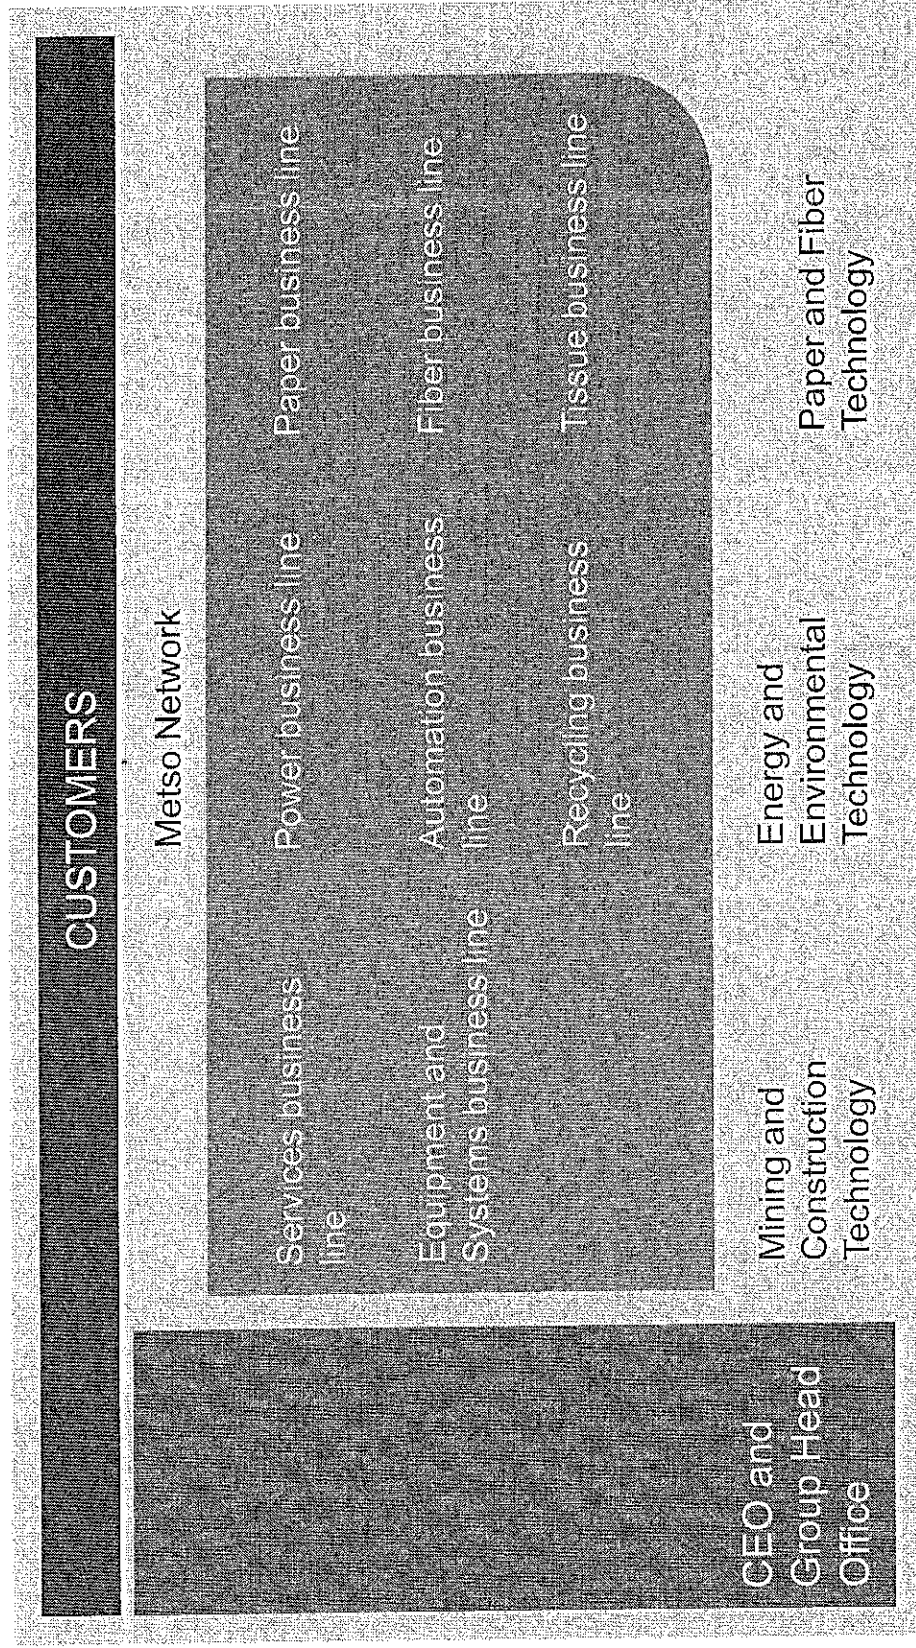 CUSTOMERS
Metso Network
Services business
line
Power business line
Paper business line
Equipment and
Systems business line
Automation business
line
Fiber business line
Recycling business
line
Tissue business line
CEO and
Group Head
Office
Mining and
Construction
Technology
Energy and
Environmental
Technology
Paper and Fiber
Technology